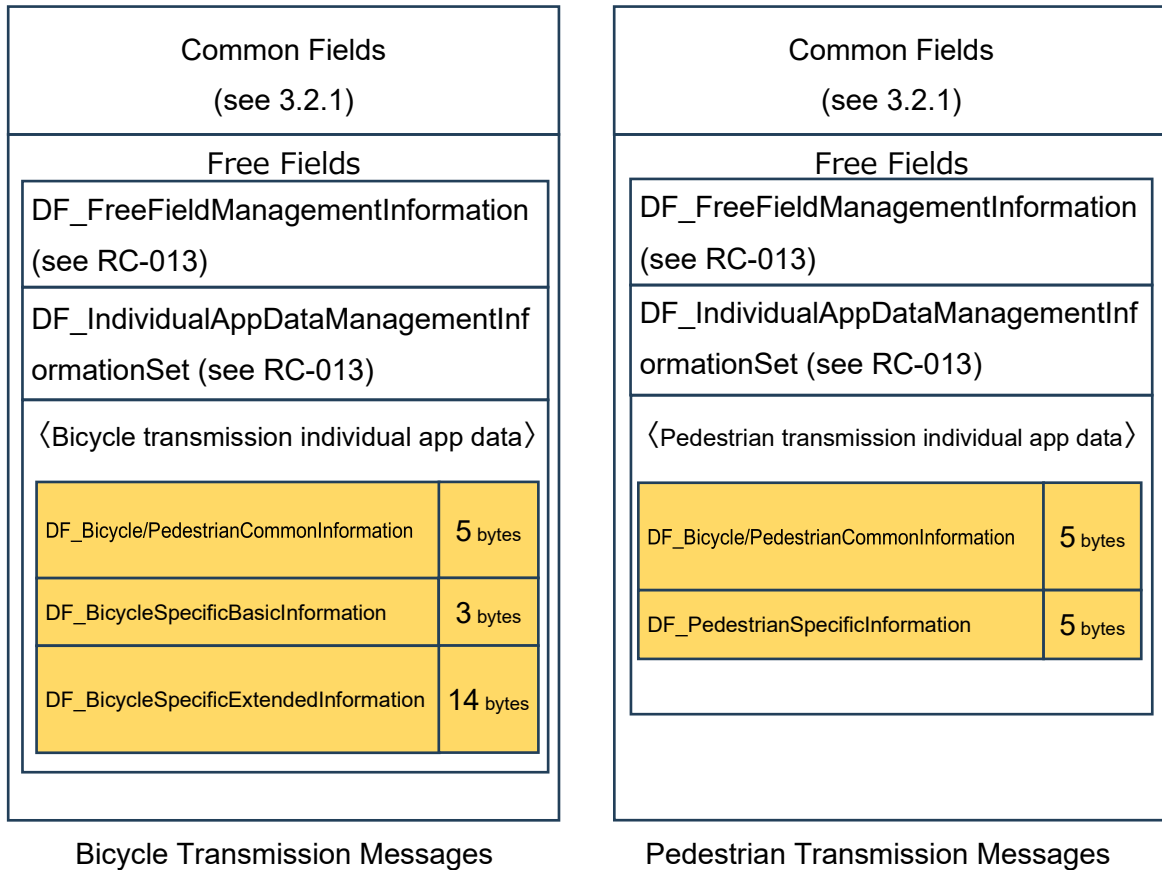 Common Fields
(see 3.2.1)
Free Fields
DF_FreeFieldManagementInformation
(see RC-013)
DF_IndividualAppDataManagementInf
ormationSet (see RC-013)
〈Bicycle transmission individual app data〉
DF_Bicycle/PedestrianCommonInformation 5 bytes
DF_BicycleSpecificBasicInformation 3 bytes
DF_BicycleSpecificExtendedInformation 14 bytes
Bicycle Transmission Messages
Common Fields
(see 3.2.1)
Free Fields
DF_FreeFieldManagementInformation
(see RC-013)
DF_IndividualAppDataManagementInf
ormationSet (see RC-013)
〈Pedestrian transmission individual app data〉
DF_Bicycle/PedestrianCommonInformation 5 bytes
DF_PedestrianSpecificInformation 5 bytes
Pedestrian Transmission Messages